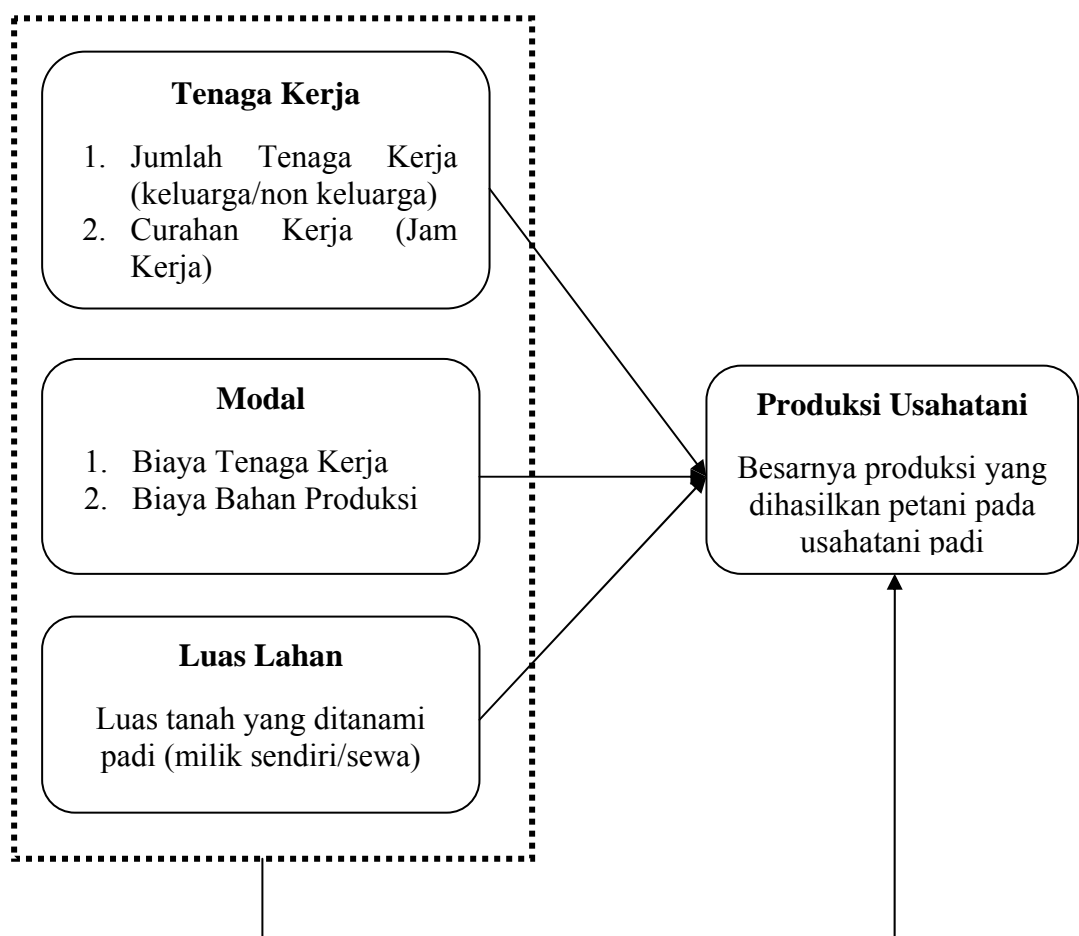 Tenaga Kerja
1. Jumlah Tenaga Kerja
(keluarga/non keluarga)
2. Curahan Kerja (Jam
Kerja)
Modal
1. Biaya Tenaga Kerja
2. Biaya Bahan Produksi
Luas Lahan
Luas tanah yang ditanami
padi (milik sendiri/sewa)
Produksi Usahatani
Besarnya produksi yang
dihasilkan petani pada
usahatani padi